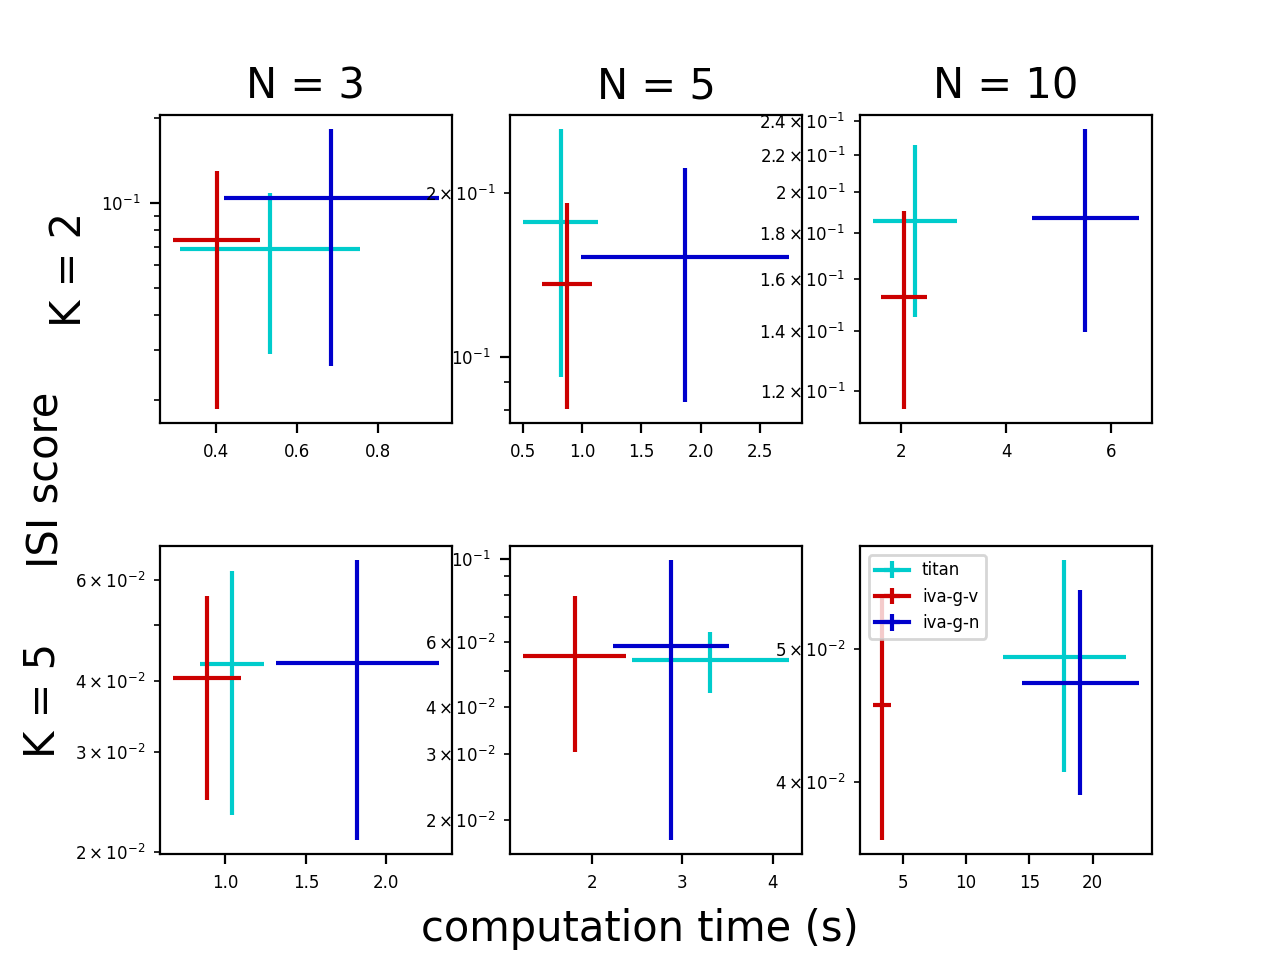 N = 3
N = 5
N = 10
K = 2
10⁻¹
0.4 0.6 0.8
2×10⁻¹
10⁻¹
0.5 1.0 1.5 2.0 2.5
2.4×10⁻¹
2.2×10⁻¹
2×10⁻¹
1.8×10⁻¹
1.6×10⁻¹
1.4×10⁻¹
1.2×10⁻¹
2 4 6
ISI score
K = 5
6×10⁻²
4×10⁻²
3×10⁻²
2×10⁻²
1.0 1.5 2.0
10⁻¹
6×10⁻²
4×10⁻²
3×10⁻²
2×10⁻²
2 3 4
titan
iva-g-v
iva-g-n
5×10⁻²
4×10⁻²
5 10 15 20
computation time (s)